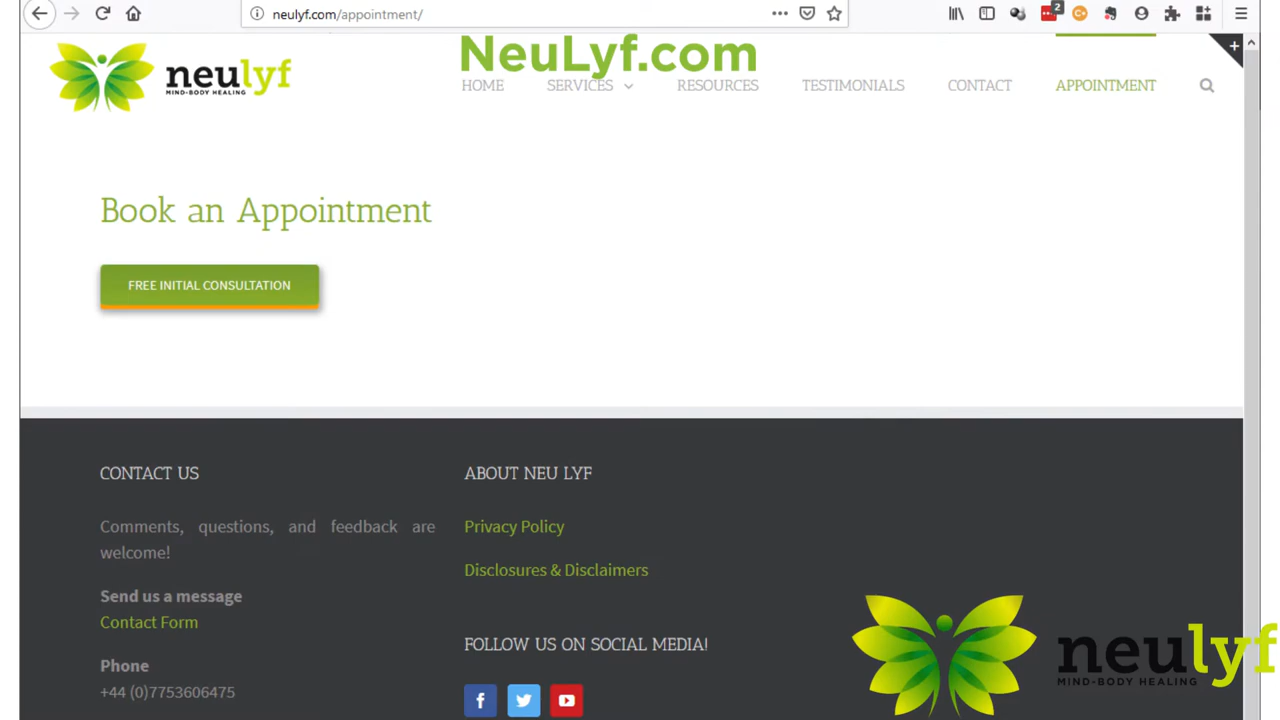 neulyf.com/appointment/
2
NeuLyf.com
neulyf
MIND-BODY HEALING
HOME
SERVICES
RESOURCES
TESTIMONIALS
CONTACT
APPOINTMENT
Book an Appointment
FREE INITIAL CONSULTATION
CONTACT US
Comments, questions, and feedback are
welcome!
Send us a message
Contact Form
Phone
+44 (0)7753606475
ABOUT NEU LYF
Privacy Policy
Disclosures & Disclaimers
FOLLOW US ON SOCIAL MEDIA!
neulyf
MIND-BODY HEALING